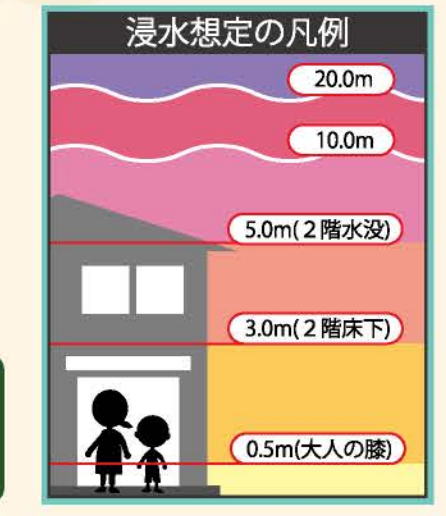 浸水想定の凡例
20.0m
10.0m
5.0m(２階水没)
3.0m(２階床下)
0.5m(大人の膝)